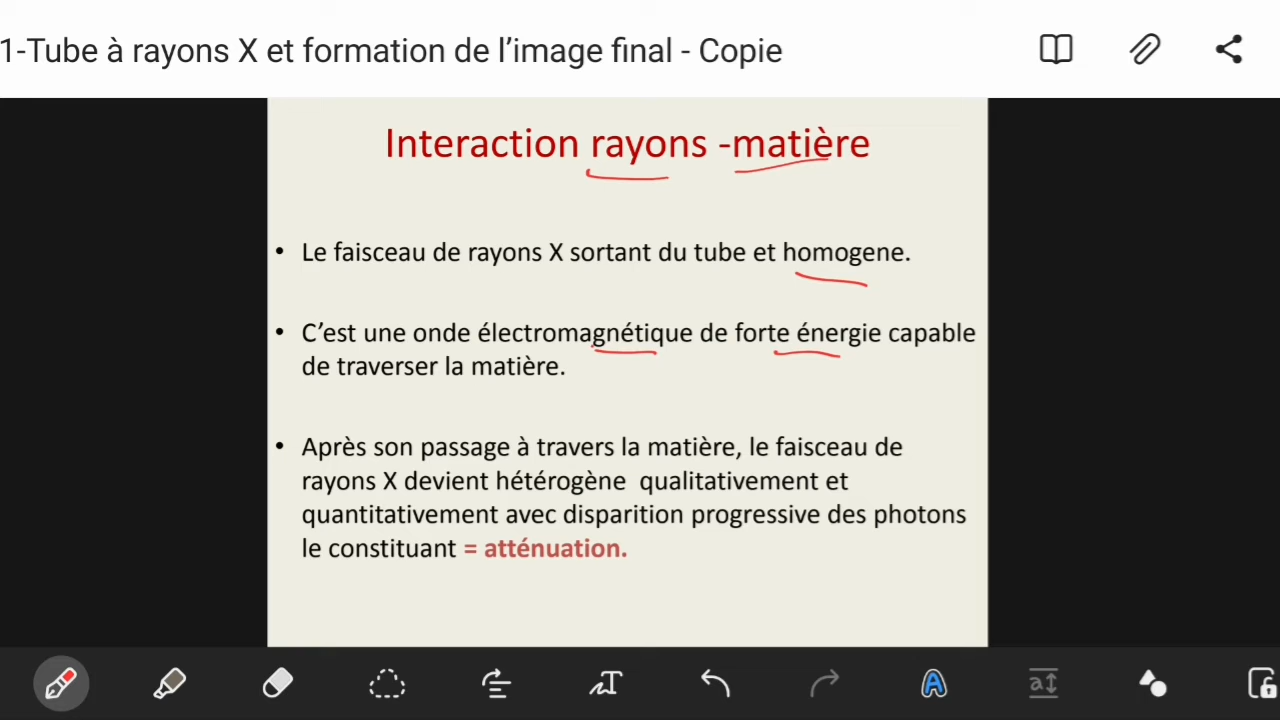 1-Tube à rayons X et formation de l’image final - Copie
Interaction rayons -matière
• Le faisceau de rayons X sortant du tube et homogene.
• C’est une onde électromagnétique de forte énergie capable
de traverser la matière.
• Après son passage à travers la matière, le faisceau de
rayons X devient hétérogène qualitativement et
quantitativement avec disparition progressive des photons
le constituant = atténuation.